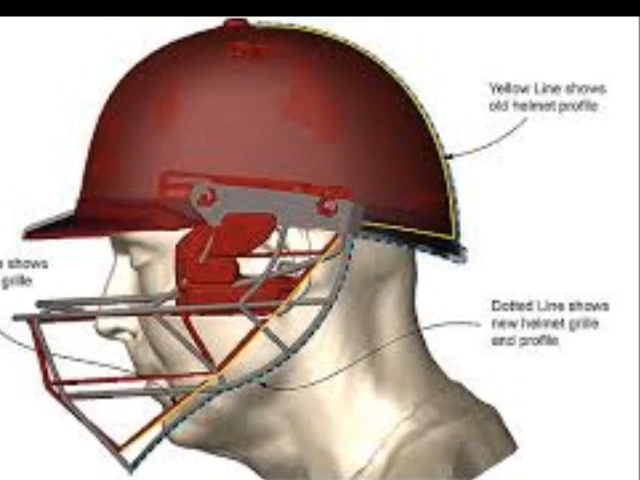 Yellow Line shows
old helmet profile
shows
grille
Dotted Line shows
new helmet grille
and profile